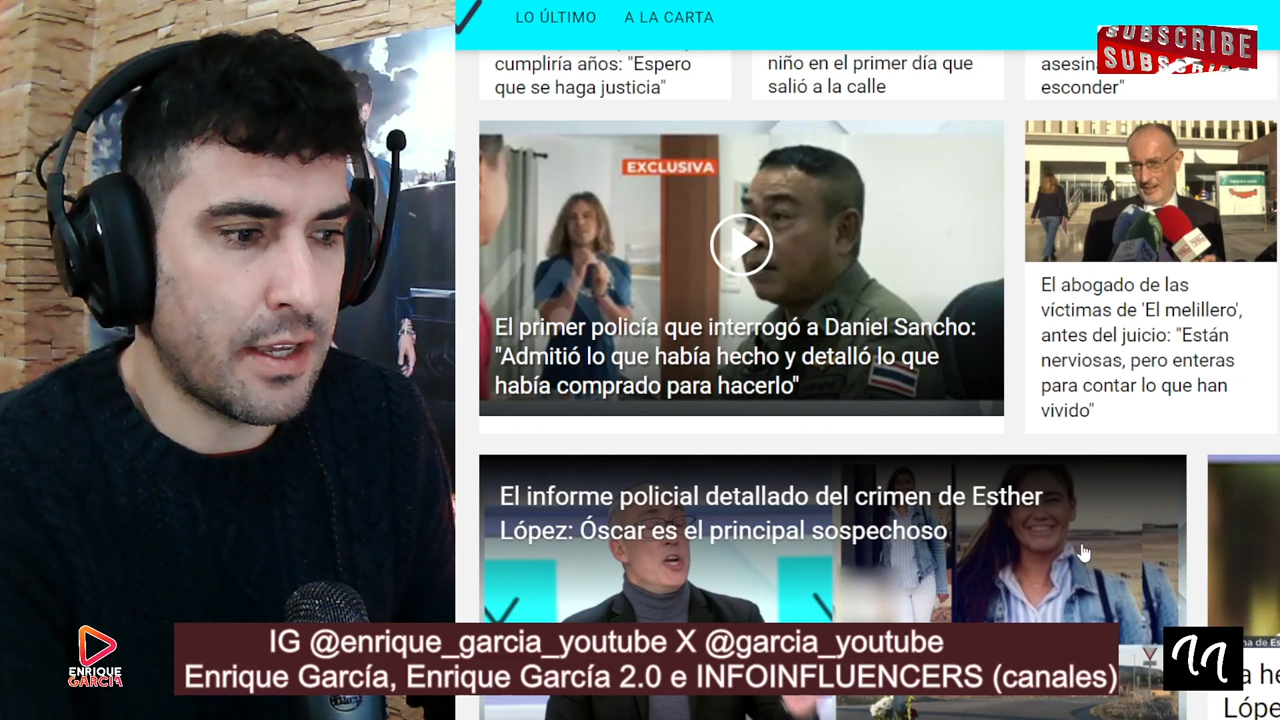 LO ÚLTIMO A LA CARTA
SUBSCRIBE
SUBSCRIBE
cumpliría años: "Espero
que se haga justicia"
niño en el primer día que
salió a la calle
esconder"
EXCLUSIVA
El primer policía que interrogó a Daniel Sancho:
"Admitió lo que había hecho y detalló lo que
había comprado para hacerlo"
El abogado de las
víctimas de 'El melillero',
antes del juicio: "Están
nerviosas, pero enteras
para contar lo que han
vivido"
El informe policial detallado del crimen de Esther
López: Óscar es el principal sospechoso
IG @enrique_garcia_youtube X @garcia_youtube
Enrique García, Enrique García 2.0 e INFOINFLUENCERS (canales)
ENRIQUE
GARCÍA